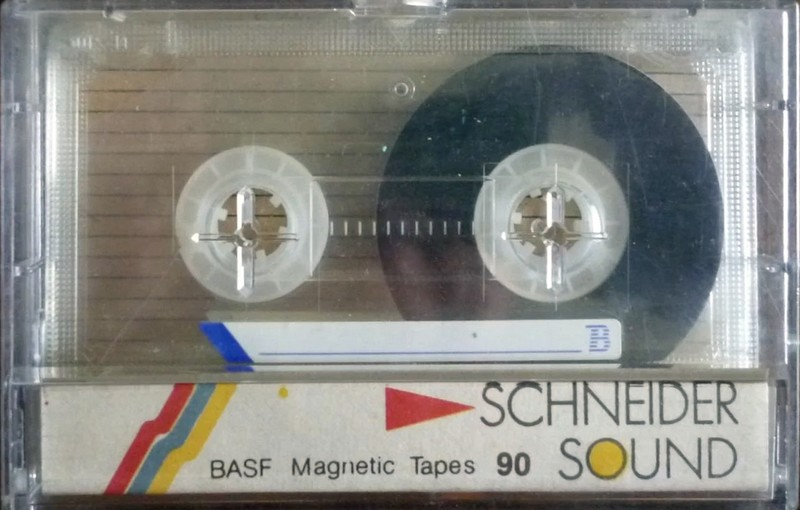 B
SCHNEIDER
BASF Magnetic Tapes 90 SOUND